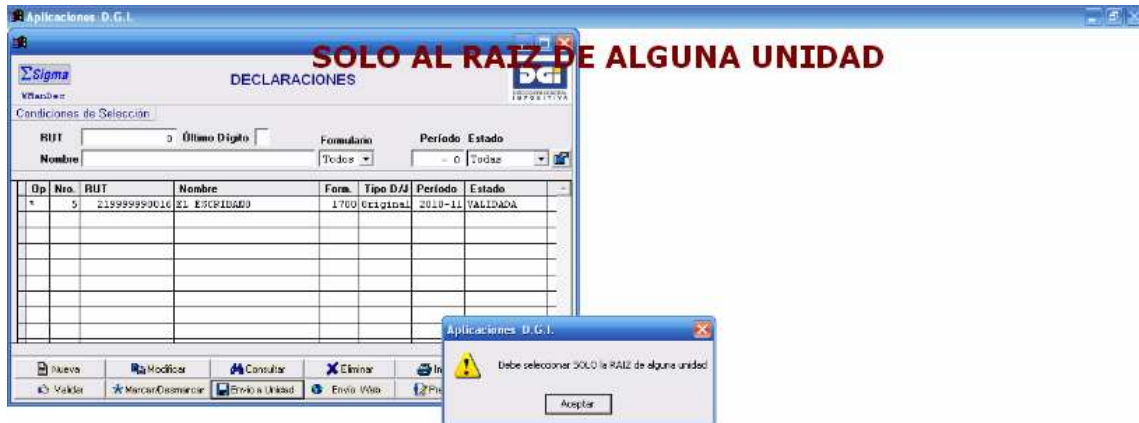 Aplicaciones D.G.I.
SOLO AL RAIZ DE ALGUNA UNIDAD
ΣSigma
DECLARACIONES
DGI
VManDec
Condiciones de Selección
RUT 0 Último Dígito Formulario Período Estado
Nombre Todos - 0 Todas
Op Nro. RUT Nombre Form. Tipo D/J Período Estado
* 5 219999990016 EL ESCRIBANO 1700 Original 2010-11 VALIDADA
Aplicaciones D.G.I.
Debe seleccionar SOLO la RAIZ de alguna unidad
Aceptar
Nueva Modificar Consultar Eliminar
Validar Marcar/Desmarcar Envío a Unidad Envío Web